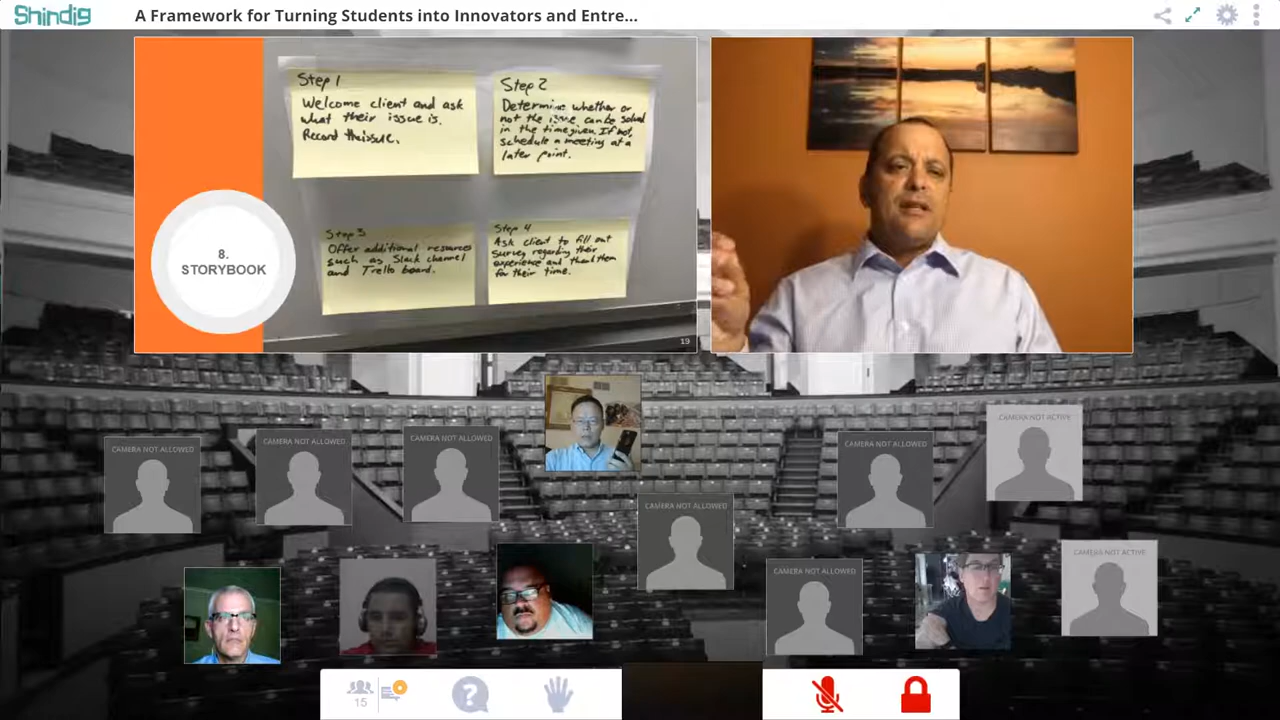 Shindig
A Framework for Turning Students into Innovators and Entre...
Step 1
Welcome client and ask
what their issue is.
Record the issue.
Step 2
Determine whether or
not the issue can be solved
in the time given. If not,
schedule a meeting at a
later point.
8.
STORYBOOK
Step 3
Offer additional resources
such as Slack channel
and Trello board.
Step 4
Ask client to fill out
survey regarding their
experience and thank them
for their time.
19
CAMERA NOT ALLOWED
CAMERA NOT ALLOWED
CAMERA NOT ALLOWED
CAMERA NOT ALLOWED
CAMERA NOT ACTIVE
CAMERA NOT ALLOWED
CAMERA NOT ALLOWED
CAMERA NOT ACTIVE
15
?